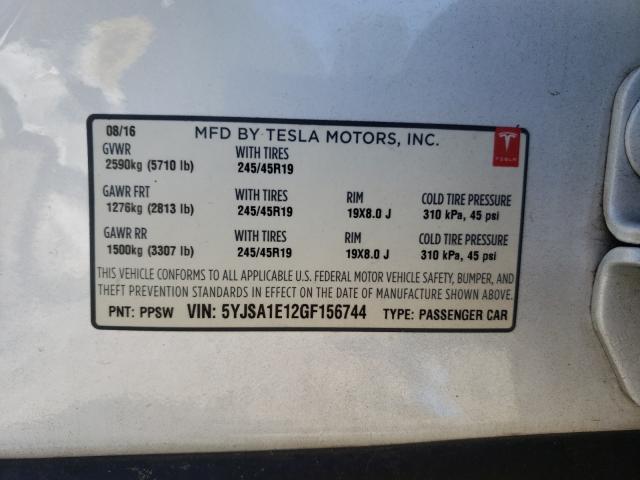 08/16 MFD BY TESLA MOTORS, INC.
GVWR WITH TIRES
2590kg (5710 lb) 245/45R19
TESLA
GAWR FRT WITH TIRES RIM COLD TIRE PRESSURE
1276kg (2813 lb) 245/45R19 19X8.0 J 310 kPa, 45 psi
GAWR RR WITH TIRES RIM COLD TIRE PRESSURE
1500kg (3307 lb) 245/45R19 19X8.0 J 310 kPa, 45 psi
THIS VEHICLE CONFORMS TO ALL APPLICABLE U.S. FEDERAL MOTOR VEHICLE SAFETY, BUMPER, AND
THEFT PREVENTION STANDARDS IN EFFECT ON THE DATE OF MANUFACTURE SHOWN ABOVE.
PNT: PPSW VIN: 5YJSA1E12GF156744 TYPE: PASSENGER CAR